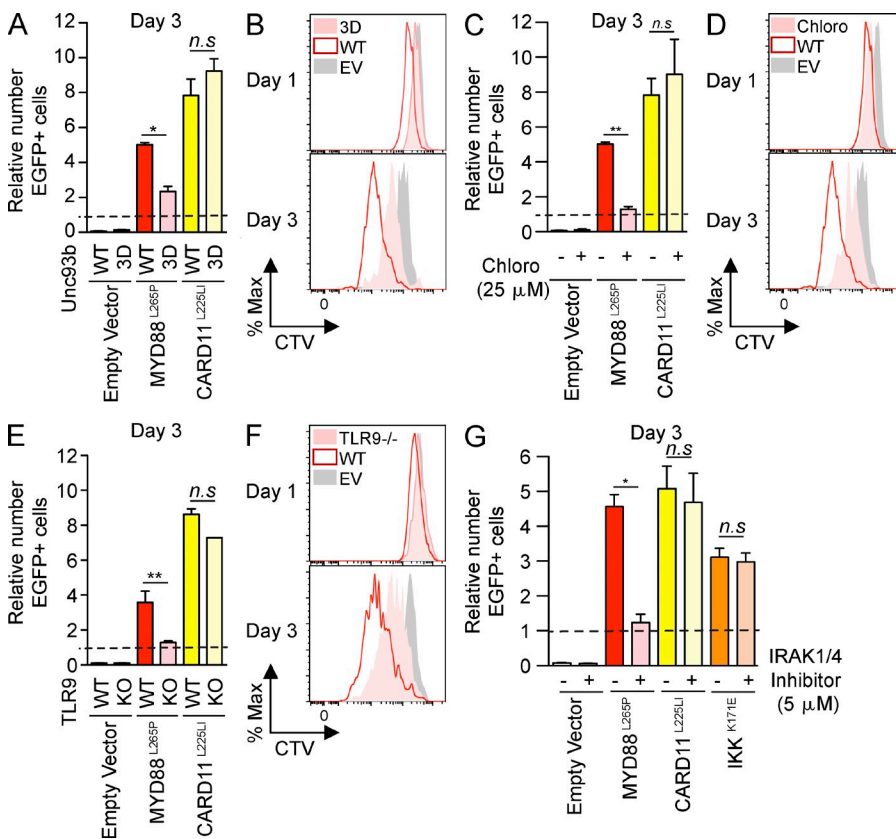 A
Day 3
Relative number
EGFP+ cells
12
10
8
6
4
2
0
*
n.s
Unc93b
WT
3D
WT
3D
WT
3D
Empty Vector
MYD88 L265P
CARD11 L225LI
B
3D
WT
EV
Day 1
Day 3
% Max
0
CTV
C
Day 3
Relative number
EGFP+ cells
12
10
8
6
4
2
0
**
n.s
Chloro
(25 μM)
- + - + - +
Empty Vector
MYD88 L265P
CARD11 L225LI
D
Chloro
WT
EV
Day 1
Day 3
% Max
0
CTV
E
Day 3
Relative number
EGFP+ cells
12
10
8
6
4
2
0
**
n.s
TLR9
WT
KO
WT
KO
WT
KO
Empty Vector
MYD88 L265P
CARD11 L225LI
F
TLR9-/-
WT
EV
Day 1
Day 3
% Max
0
CTV
G
Day 3
Relative number
EGFP+ cells
6
5
4
3
2
1
0
*
n.s
n.s
- + - + - + - +
IRAK1/4
Inhibitor
(5 μM)
Empty Vector
MYD88 L265P
CARD11 L225LI
IKK K171E